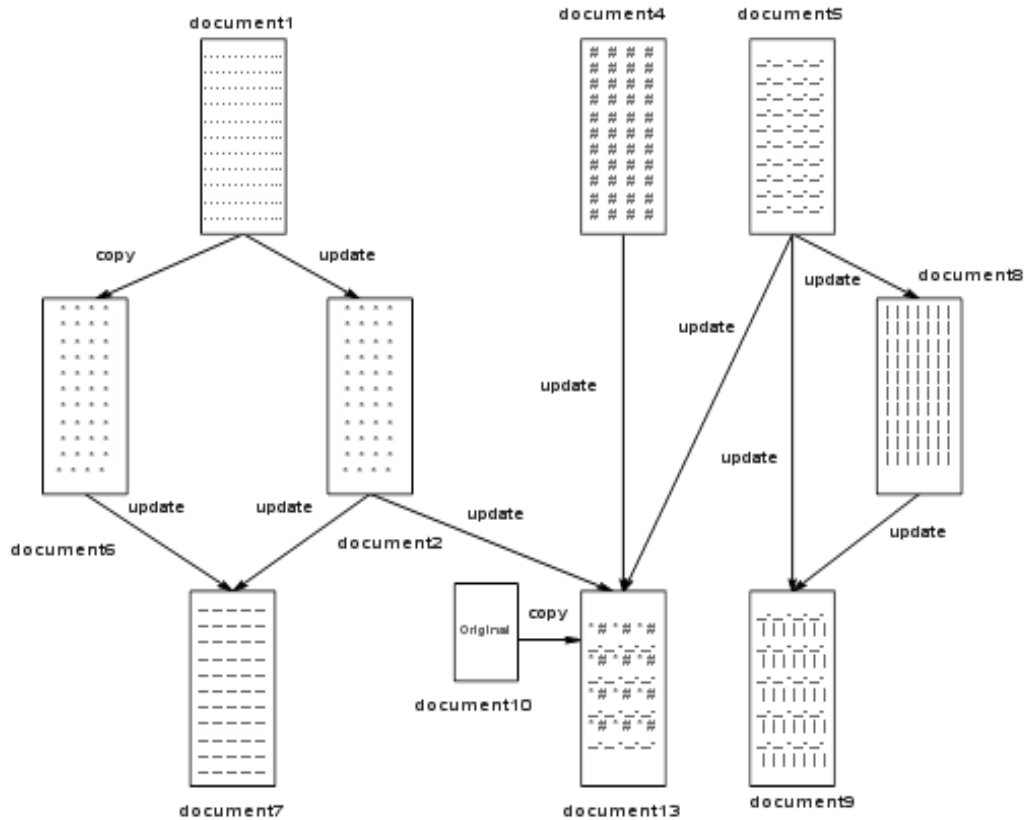 document1
document4
document5
copy
update
update
document8
update
update
update
update
update
update
update
document6
document2
copy
Original
document10
document7
document13
document9